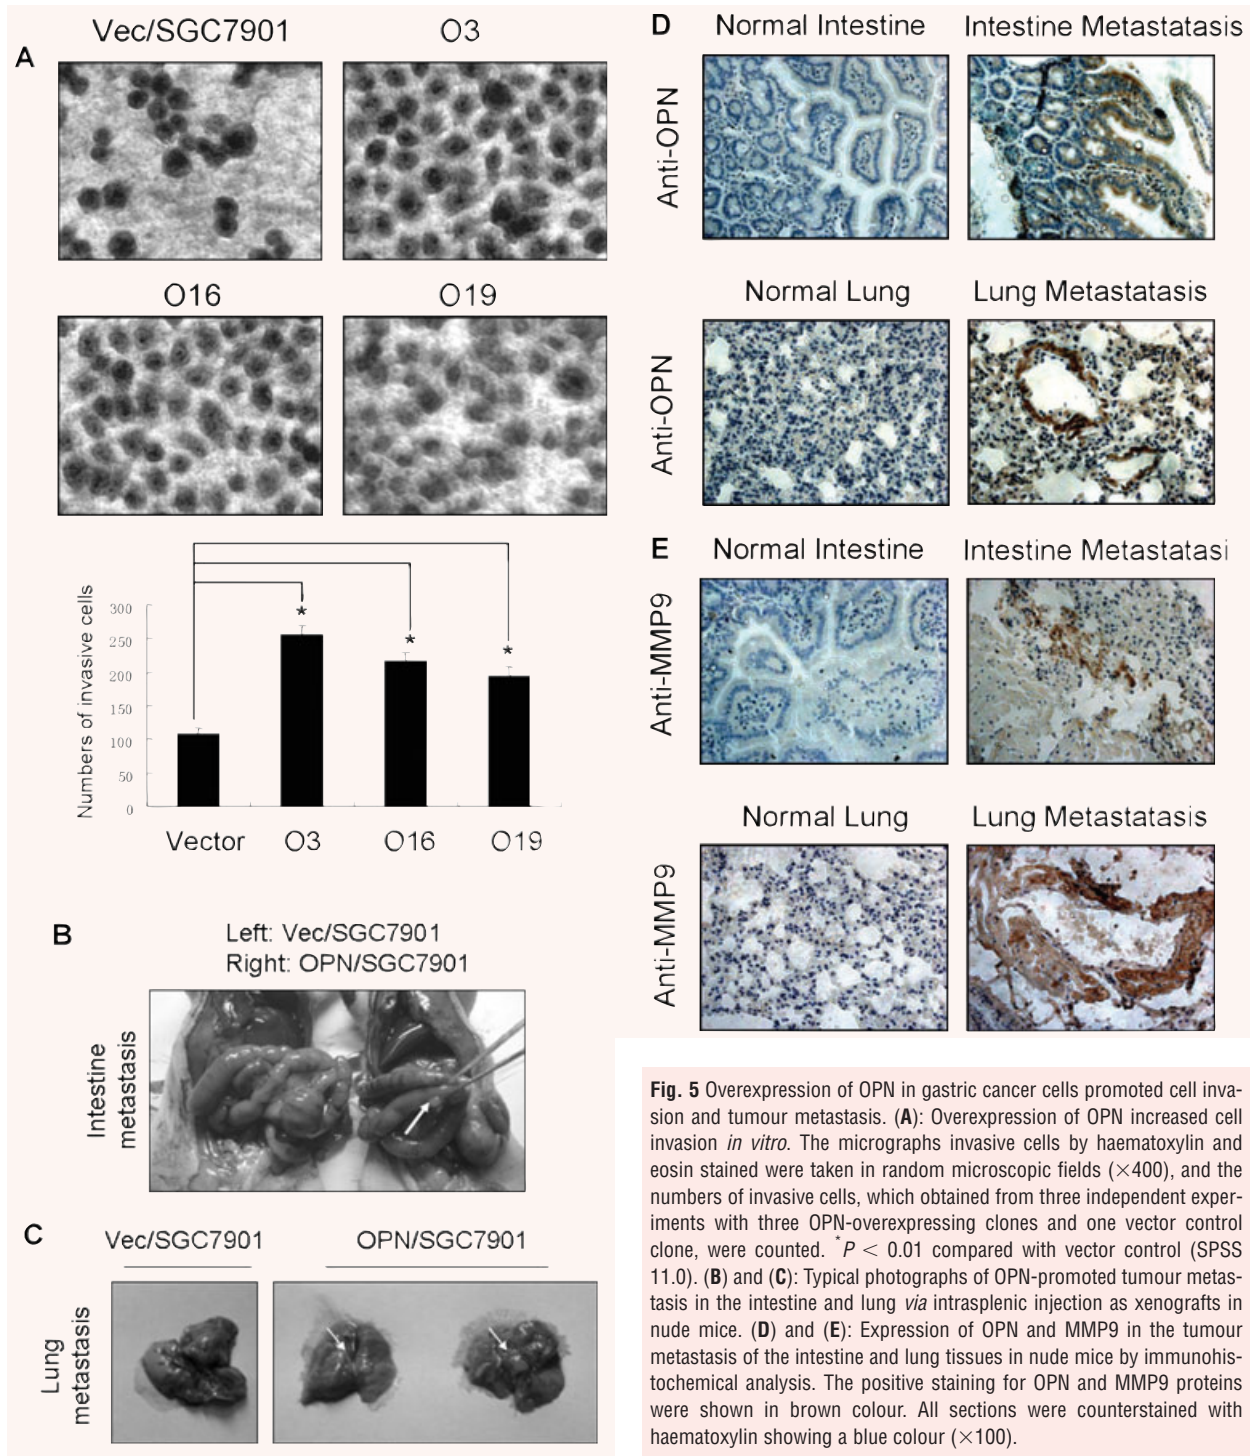 A
Vec/SGC7901
O3
O16
O19
Numbers of invasive cells
300
250
200
150
100
50
0
*
*
*
Vector
O3
O16
O19
B
Left: Vec/SGC7901
Right: OPN/SGC7901
Intestine
metastasis
C
Vec/SGC7901
OPN/SGC7901
Lung
metastasis
D
Normal Intestine
Intestine Metastatasis
Anti-OPN
Normal Lung
Lung Metastatasis
Anti-OPN
E
Normal Intestine
Intestine Metastatasi
Anti-MMP9
Normal Lung
Lung Metastatasis
Anti-MMP9
Fig. 5 Overexpression of OPN in gastric cancer cells promoted cell inva-
sion and tumour metastasis. (A): Overexpression of OPN increased cell
invasion in vitro. The micrographs invasive cells by haematoxylin and
eosin stained were taken in random microscopic fields (×400), and the
numbers of invasive cells, which obtained from three independent exper-
iments with three OPN-overexpressing clones and one vector control
clone, were counted. *P < 0.01 compared with vector control (SPSS
11.0). (B) and (C): Typical photographs of OPN-promoted tumour metas-
tasis in the intestine and lung via intrasplenic injection as xenografts in
nude mice. (D) and (E): Expression of OPN and MMP9 in the tumour
metastasis of the intestine and lung tissues in nude mice by immunohis-
tochemical analysis. The positive staining for OPN and MMP9 proteins
were shown in brown colour. All sections were counterstained with
haematoxylin showing a blue colour (×100).